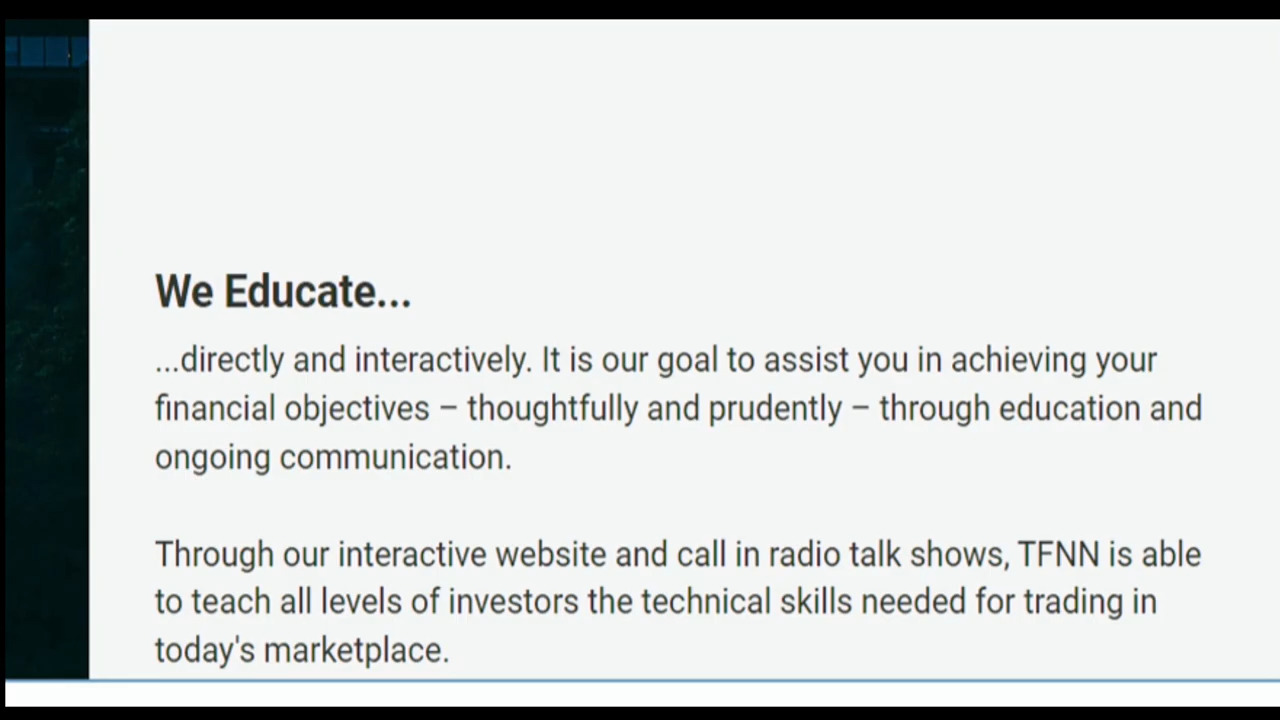 We Educate...
...directly and interactively. It is our goal to assist you in achieving your
financial objectives – thoughtfully and prudently – through education and
ongoing communication.
Through our interactive website and call in radio talk shows, TFNN is able
to teach all levels of investors the technical skills needed for trading in
today's marketplace.